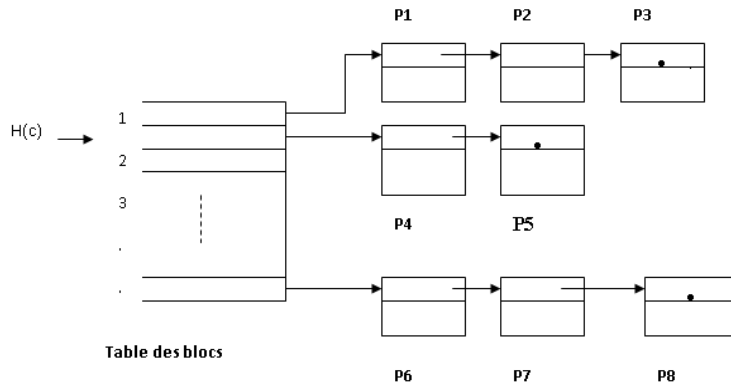 P1 P2 P3
1
H(c)
2
3
.
.
P4 P5
Table des blocs
P6 P7 P8